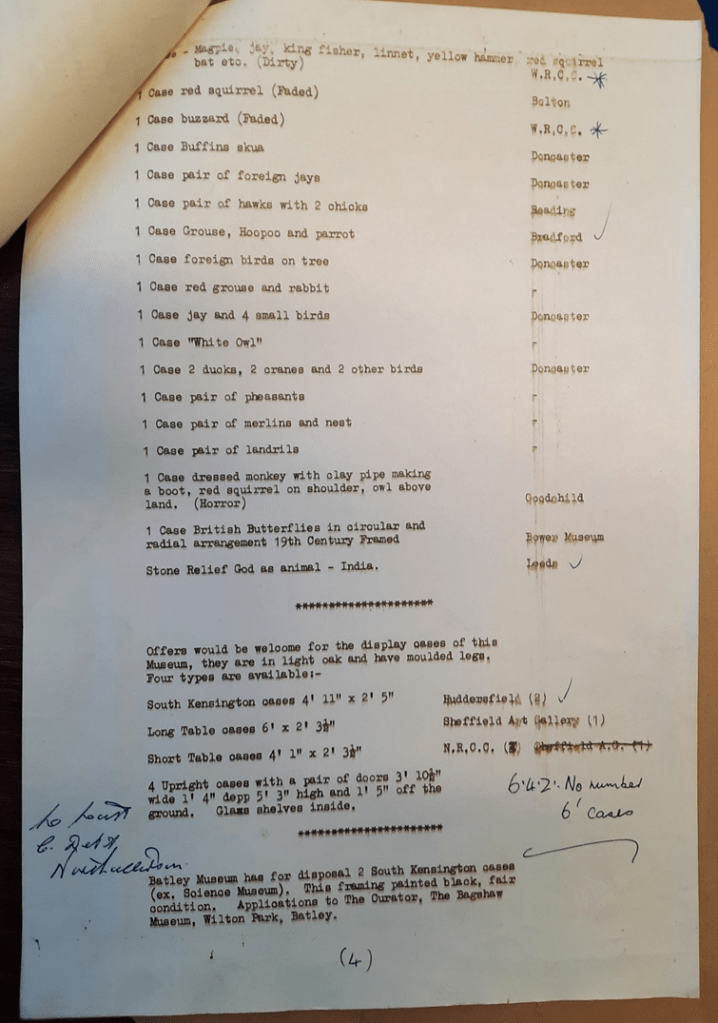 - Magpie, jay, king fisher, linnet, yellow hammer red squirrel
bat etc. (Dirty) W.R.C.C. *
1 Case red squirrel (Faded) Bolton
1 Case buzzard (Faded) W.R.C.C. *
1 Case Buffins skua Doncaster
1 Case pair of foreign jays Doncaster
1 Case pair of hawks with 2 chicks Reading
1 Case Grouse, Hoopoo and parrot Bradford ✓
1 Case foreign birds on tree Doncaster
1 Case red grouse and rabbit r
1 Case jay and 4 small birds Doncaster
1 Case "White Owl" r
1 Case 2 ducks, 2 cranes and 2 other birds Doncaster
1 Case pair of pheasants r
1 Case pair of merlins and nest r
1 Case pair of landrils r
1 Case dressed monkey with clay pipe making
a boot, red squirrel on shoulder, owl above
land. (Horror) Goodchild
1 Case British Butterflies in circular and
radial arrangement 19th Century Framed Bower Museum
Stone Relief God as animal - India. Leeds ✓
*********************
Offers would be welcome for the display cases of this
Museum, they are in light oak and have moulded legs.
Four types are available:-
South Kensington cases 4' 11" x 2' 5" Huddersfield (2) ✓
Long Table cases 6' x 2' 3½" Sheffield Art Gallery (1)
Short Table cases 4' 1" x 2' 3½" N.R.C.C. Sheffield A.G. (1)
4 Upright cases with a pair of doors 3' 10½"
wide 1' 4" depp 5' 3" high and 1' 5" off the
ground. Glass shelves inside.
6'.4.2'. No number
6' cases
**********************
Batley Museum has for disposal 2 South Kensington cases
(ex. Science Museum). This framing painted black, fair
condition. Applications to The Curator, The Bagshaw
Museum, Wilton Park, Batley.
(4)